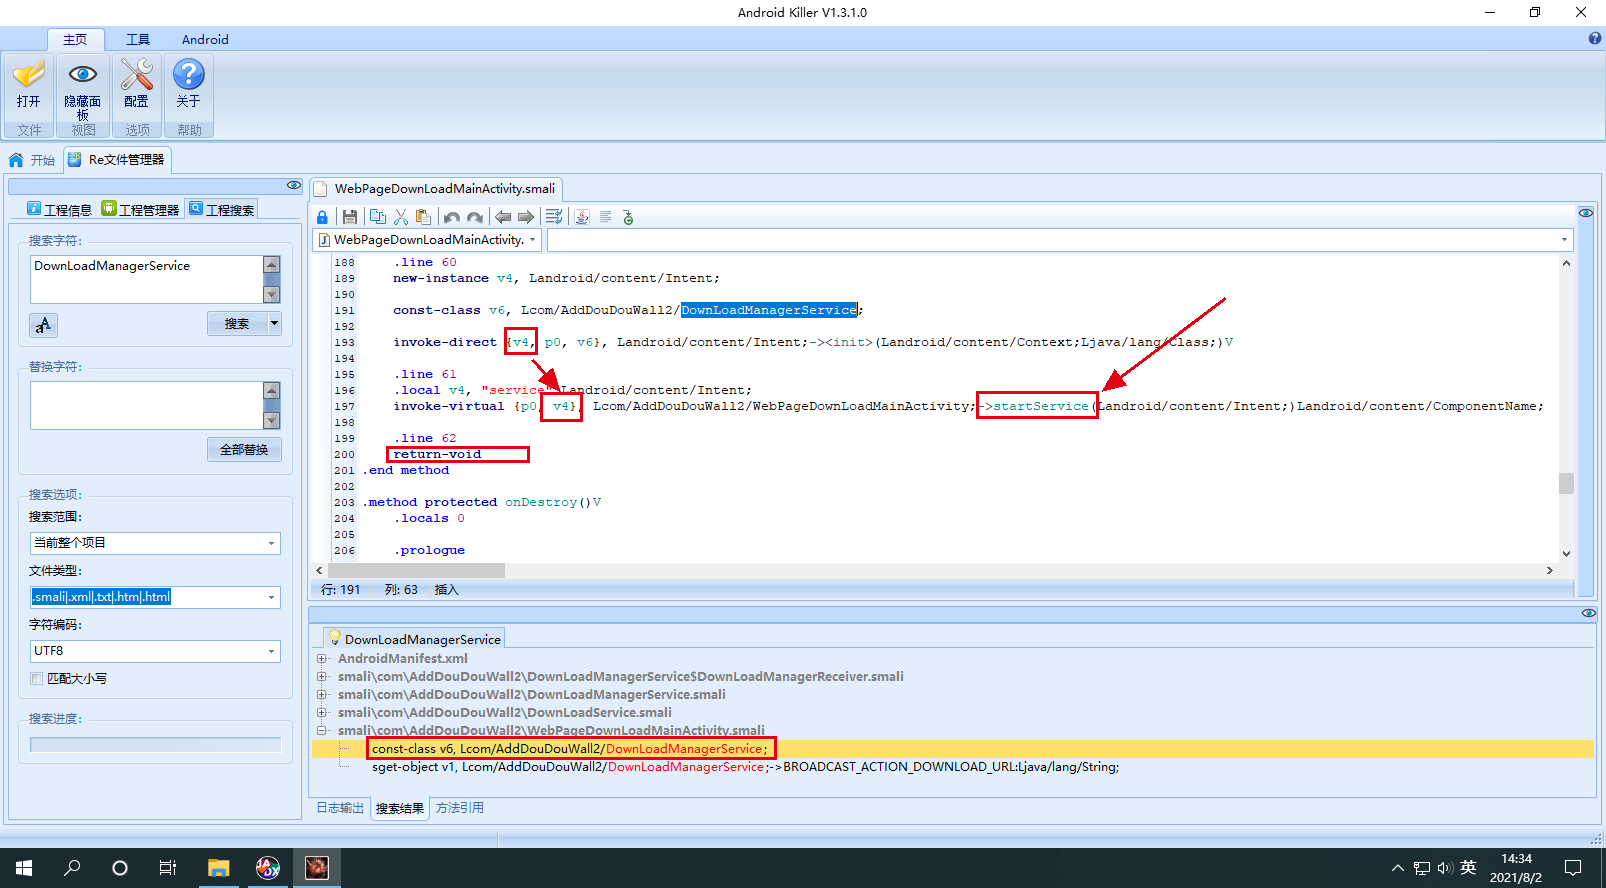 Android Killer V1.3.1.0
主页 工具 Android
打开 隐藏面板 配置 关于
文件 视图 选项 帮助
开始 Re文件管理器
工程信息 工程管理器 工程搜索
搜索字符:
DownLoadManagerService
搜索
替换字符:
全部替换
搜索选项:
搜索范围:
当前整个项目
文件类型:
.smali|.xml|.txt|.htm|.html
字符编码:
UTF8
匹配大小写
搜索进度:
WebPageDownLoadMainActivity.smali
WebPageDownLoadMainActivity.
188 .line 60
189 new-instance v4, Landroid/content/Intent;
190
191 const-class v6, Lcom/AddDouDouWall2/DownLoadManagerService;
192
193 invoke-direct {v4, p0, v6}, Landroid/content/Intent;-><init>(Landroid/content/Context;Ljava/lang/Class;)V
194
195 .line 61
196 .local v4, "service" Landroid/content/Intent;
197 invoke-virtual {p0, v4}, Lcom/AddDouDouWall2/WebPageDownLoadMainActivity;->startService(Landroid/content/Intent;)Landroid/content/ComponentName;
198
199 .line 62
200 return-void
201 .end method
202
203 .method protected onDestroy()V
204 .locals 0
205
206 .prologue
行: 191 列: 63 插入
DownLoadManagerService
AndroidManifest.xml
smali\com\AddDouDouWall2\DownLoadManagerService$DownLoadManagerReceiver.smali
smali\com\AddDouDouWall2\DownLoadManagerService.smali
smali\com\AddDouDouWall2\DownLoadService.smali
smali\com\AddDouDouWall2\WebPageDownLoadMainActivity.smali
const-class v6, Lcom/AddDouDouWall2/DownLoadManagerService;
sget-object v1, Lcom/AddDouDouWall2/DownLoadManagerService;->BROADCAST_ACTION_DOWNLOAD_URL:Ljava/lang/String;
日志输出 搜索结果 方法引用
英
14:34
2021/8/2